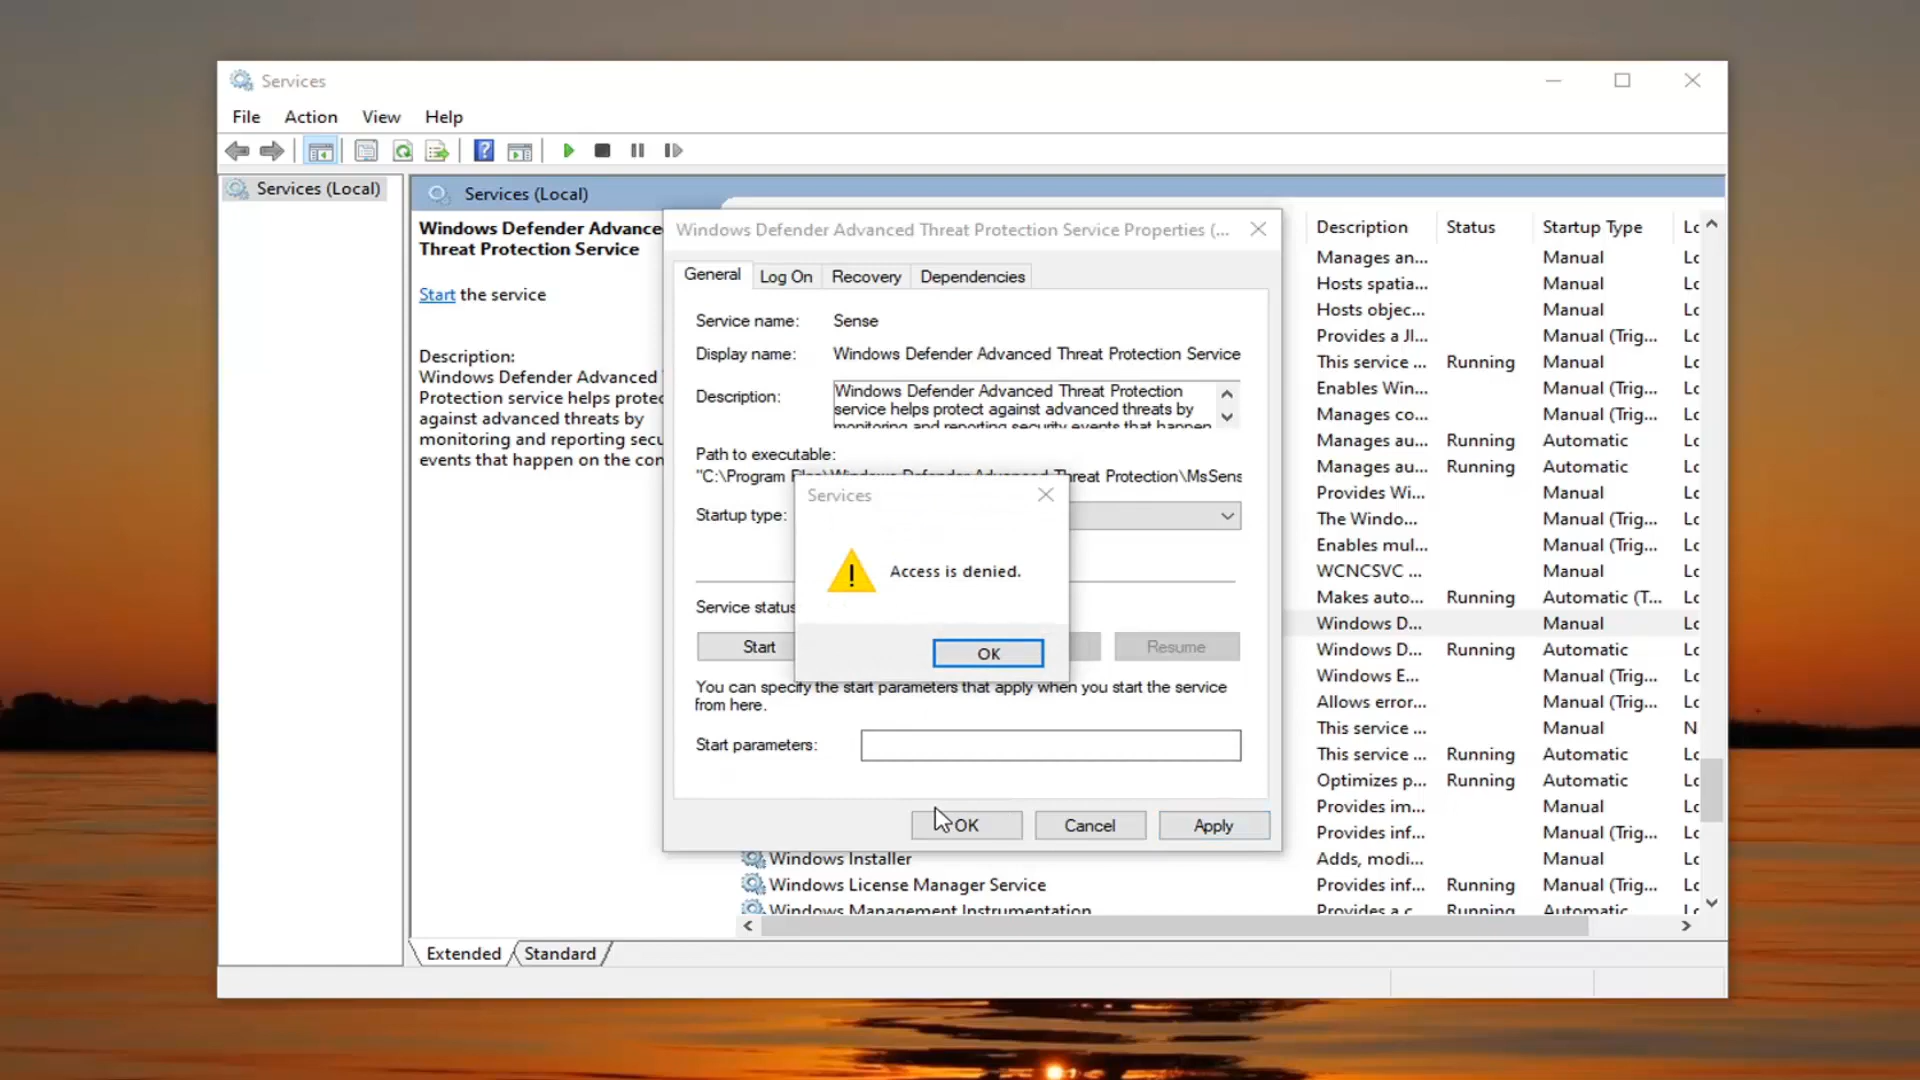 Services
File Action View Help
Services (Local)
Services (Local)
Windows Defender Advance
Threat Protection Service
Start the service
Description:
Windows Defender Advanced
Protection service helps protec
against advanced threats by
monitoring and reporting secu
events that happen on the con
Windows Defender Advanced Threat Protection Service Properties (...
General Log On Recovery Dependencies
Service name: Sense
Display name: Windows Defender Advanced Threat Protection Service
Description: Windows Defender Advanced Threat Protection
service helps protect against advanced threats by
monitoring and reporting security events that happen
Path to executable:
"C:\Program Files\Windows Defender Advanced Threat Protection\MsSens
Startup type:
Services
Access is denied.
OK
Service status
Start Resume
You can specify the start parameters that apply when you start the service
from here.
Start parameters:
OK Cancel Apply
Description Status Startup Type Lc
Manages an... Manual Lc
Hosts spatia... Manual Lc
Hosts objec... Manual Lc
Provides a JI... Manual (Trig... Lc
This service ... Running Manual Lc
Enables Win... Manual (Trig... Lc
Manages co... Manual (Trig... Lc
Manages au... Running Automatic Lc
Manages au... Running Automatic Lc
Provides Wi... Manual Lc
The Windo... Manual (Trig... Lc
Enables mul... Manual (Trig... Lc
WCNCSVC ... Manual Lc
Makes auto... Running Automatic (T... Lc
Windows D... Manual Lc
Windows D... Running Automatic Lc
Windows E... Manual Lc
Allows error... Manual (Trig... Lc
This service ... Manual N
This service ... Running Automatic Lc
Optimizes p... Running Automatic Lc
Provides im... Manual Lc
Provides inf... Manual (Trig... Lc
Windows Installer Adds, modi... Manual Lc
Windows License Manager Service Provides inf... Running Manual (Trig... Lc
Windows Management Instrumentation Provides a c Running Automatic Lc
Extended Standard